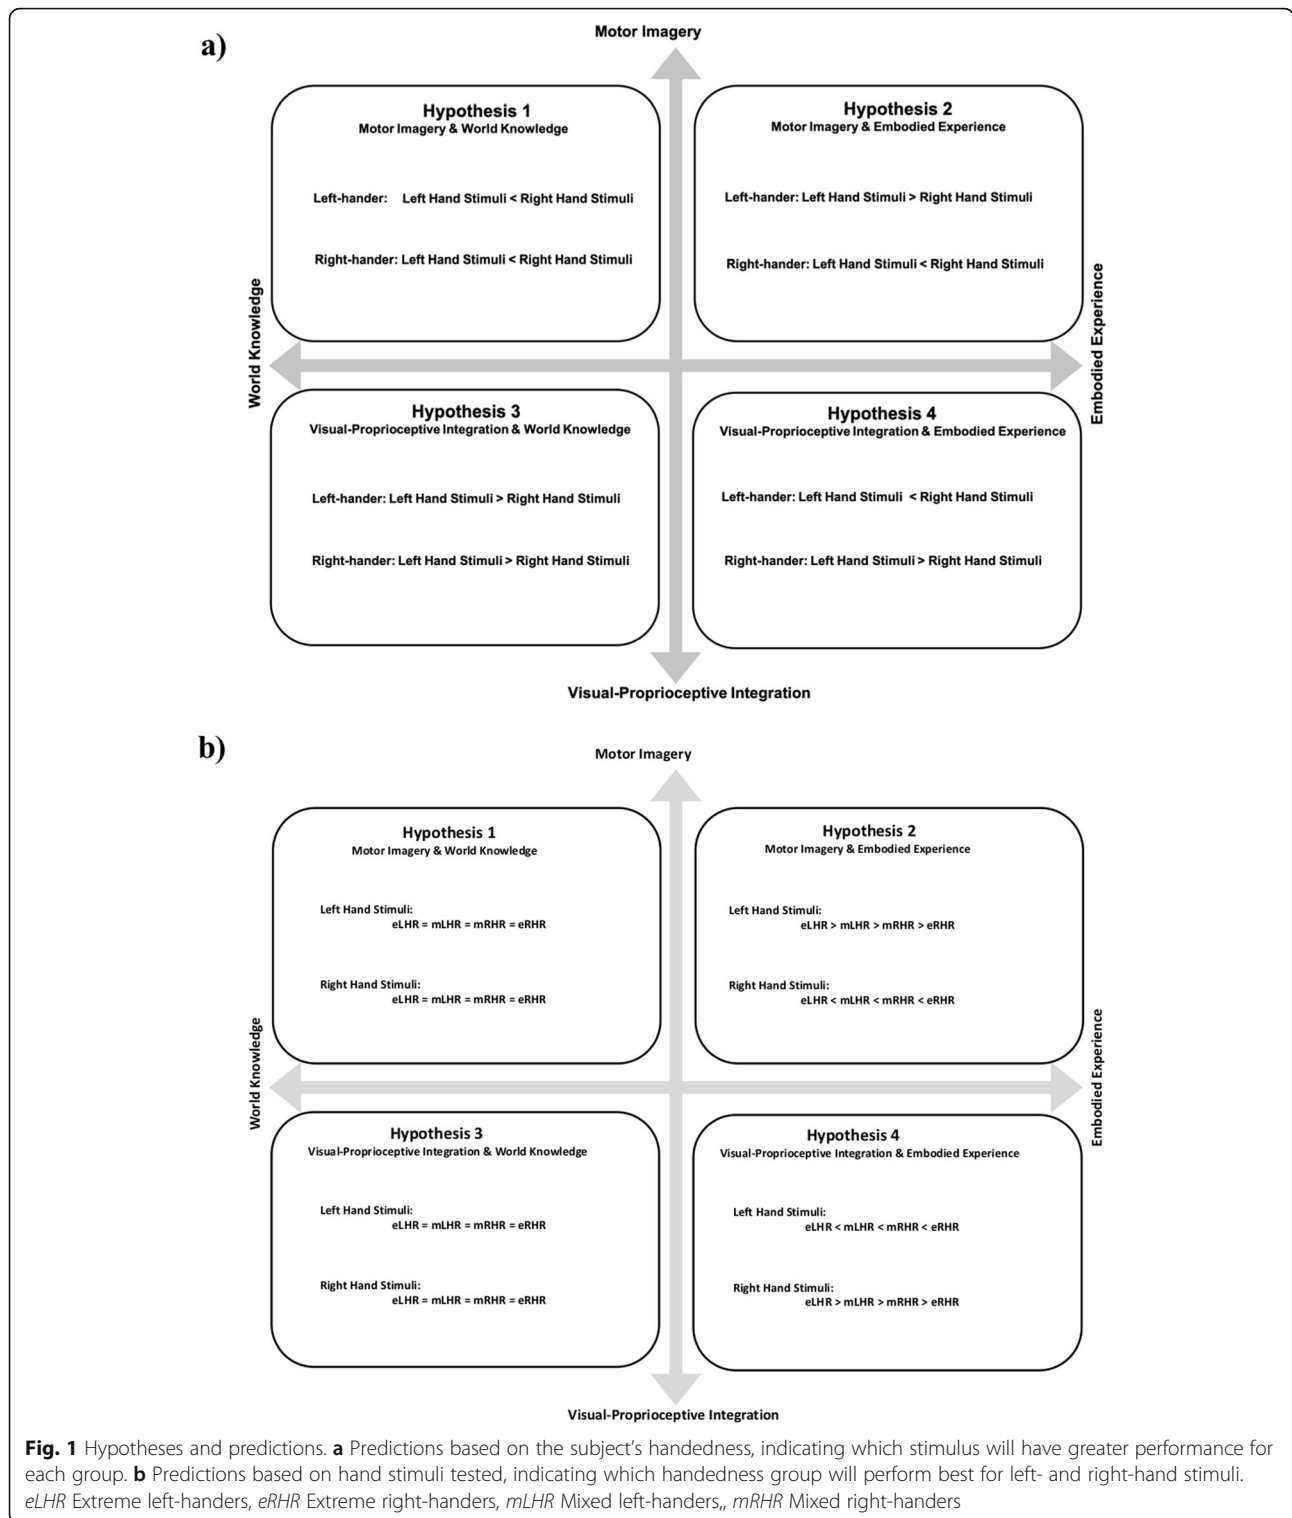 a)
Motor Imagery
Hypothesis 1
Motor Imagery & World Knowledge
Left-hander: Left Hand Stimuli < Right Hand Stimuli
Right-hander: Left Hand Stimuli < Right Hand Stimuli
Hypothesis 2
Motor Imagery & Embodied Experience
Left-hander: Left Hand Stimuli > Right Hand Stimuli
Right-hander: Left Hand Stimuli < Right Hand Stimuli
World Knowledge
Embodied Experience
Hypothesis 3
Visual-Proprioceptive Integration & World Knowledge
Left-hander: Left Hand Stimuli > Right Hand Stimuli
Right-hander: Left Hand Stimuli > Right Hand Stimuli
Hypothesis 4
Visual-Proprioceptive Integration & Embodied Experience
Left-hander: Left Hand Stimuli < Right Hand Stimuli
Right-hander: Left Hand Stimuli > Right Hand Stimuli
Visual-Proprioceptive Integration
b)
Motor Imagery
Hypothesis 1
Motor Imagery & World Knowledge
Left Hand Stimuli:
eLHR = mLHR = mRHR = eRHR
Right Hand Stimuli:
eLHR = mLHR = mRHR = eRHR
Hypothesis 2
Motor Imagery & Embodied Experience
Left Hand Stimuli:
eLHR > mLHR > mRHR > eRHR
Right Hand Stimuli:
eLHR < mLHR < mRHR < eRHR
World Knowledge
Embodied Experience
Hypothesis 3
Visual-Proprioceptive Integration & World Knowledge
Left Hand Stimuli:
eLHR = mLHR = mRHR = eRHR
Right Hand Stimuli:
eLHR = mLHR = mRHR = eRHR
Hypothesis 4
Visual-Proprioceptive Integration & Embodied Experience
Left Hand Stimuli:
eLHR < mLHR < mRHR < eRHR
Right Hand Stimuli:
eLHR > mLHR > mRHR > eRHR
Visual-Proprioceptive Integration
Fig. 1 Hypotheses and predictions. a Predictions based on the subject's handedness, indicating which stimulus will have greater performance for
each group. b Predictions based on hand stimuli tested, indicating which handedness group will perform best for left- and right-hand stimuli.
eLHR Extreme left-handers, eRHR Extreme right-handers, mLHR Mixed left-handers,, mRHR Mixed right-handers